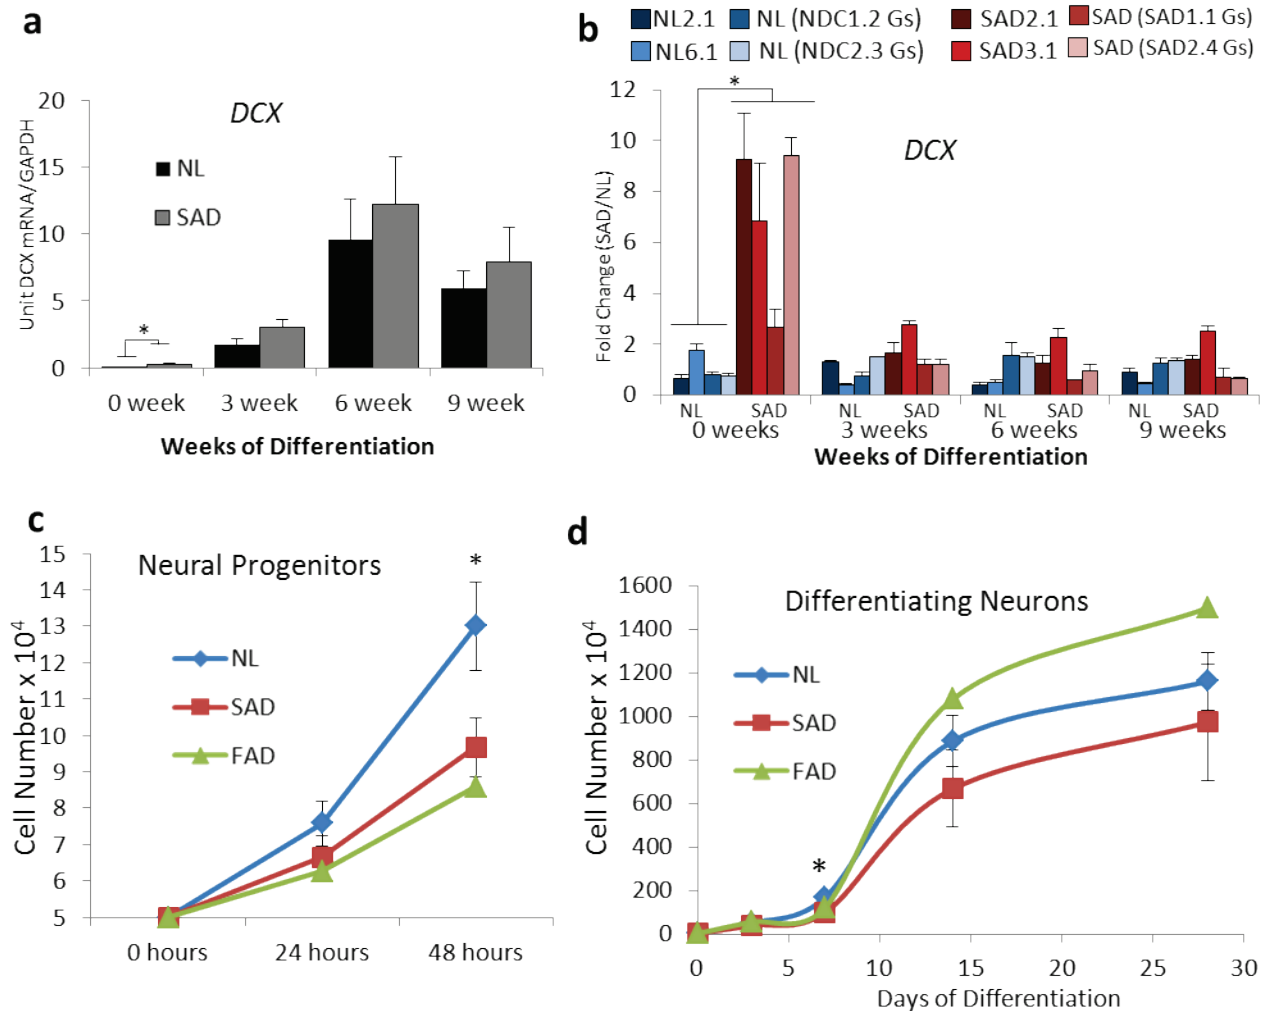 a
DCX
Unit DCX mRNA/GAPDH
20
15
10
5
0
NL
SAD
*
0 week 3 week 6 week 9 week
Weeks of Differentiation
b
NL2.1 NL (NDC1.2 Gs) SAD2.1 SAD (SAD1.1 Gs)
NL6.1 NL (NDC2.3 Gs) SAD3.1 SAD (SAD2.4 Gs)
*
DCX
Fold Change (SAD/NL)
12
10
8
6
4
2
0
NL SAD NL SAD NL SAD NL SAD
0 weeks 3 weeks 6 weeks 9 weeks
Weeks of Differentiation
c
Neural Progenitors
Cell Number x 10⁴
15
14
13
12
11
10
9
8
7
6
5
NL
SAD
FAD
*
0 hours 24 hours 48 hours
d
Differentiating Neurons
Cell Number x 10⁴
1600
1400
1200
1000
800
600
400
200
0
NL
SAD
FAD
*
0 5 10 15 20 25 30
Days of Differentiation